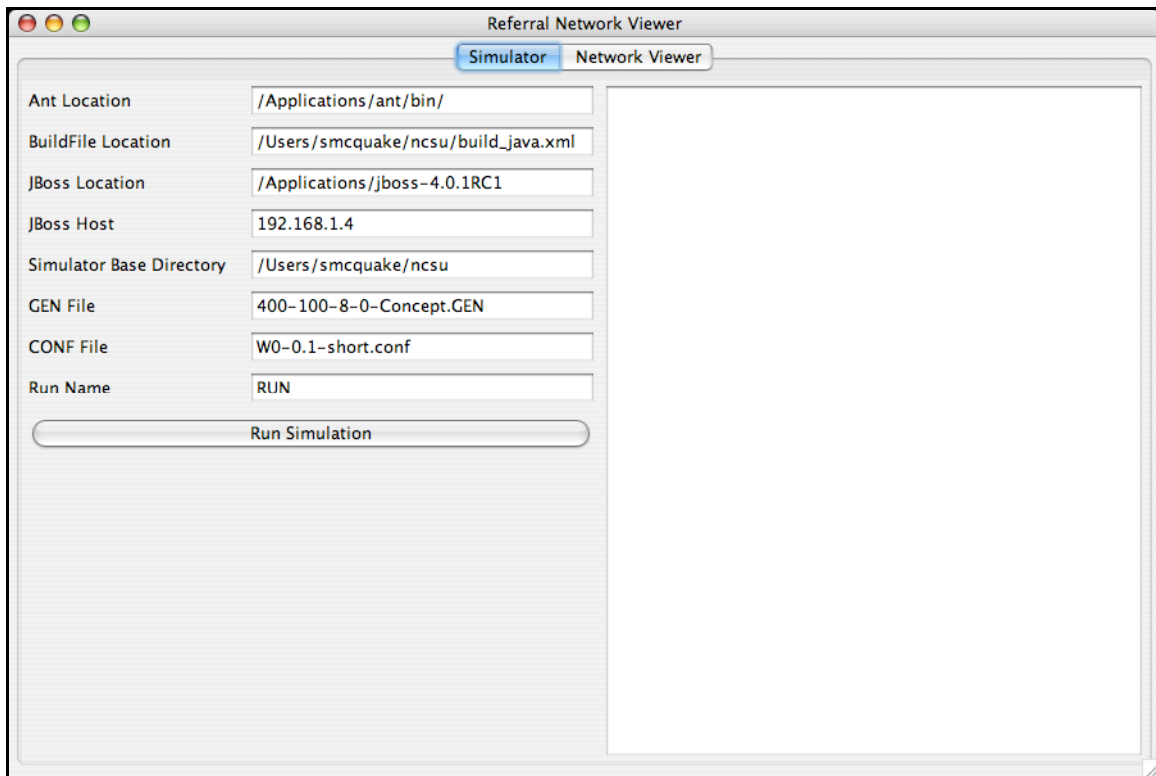 Referral Network Viewer
Simulator Network Viewer
Ant Location /Applications/ant/bin/
BuildFile Location /Users/smcquake/ncsu/build_java.xml
JBoss Location /Applications/jboss-4.0.1RC1
JBoss Host 192.168.1.4
Simulator Base Directory /Users/smcquake/ncsu
GEN File 400-100-8-0-Concept.GEN
CONF File W0-0.1-short.conf
Run Name RUN
Run Simulation